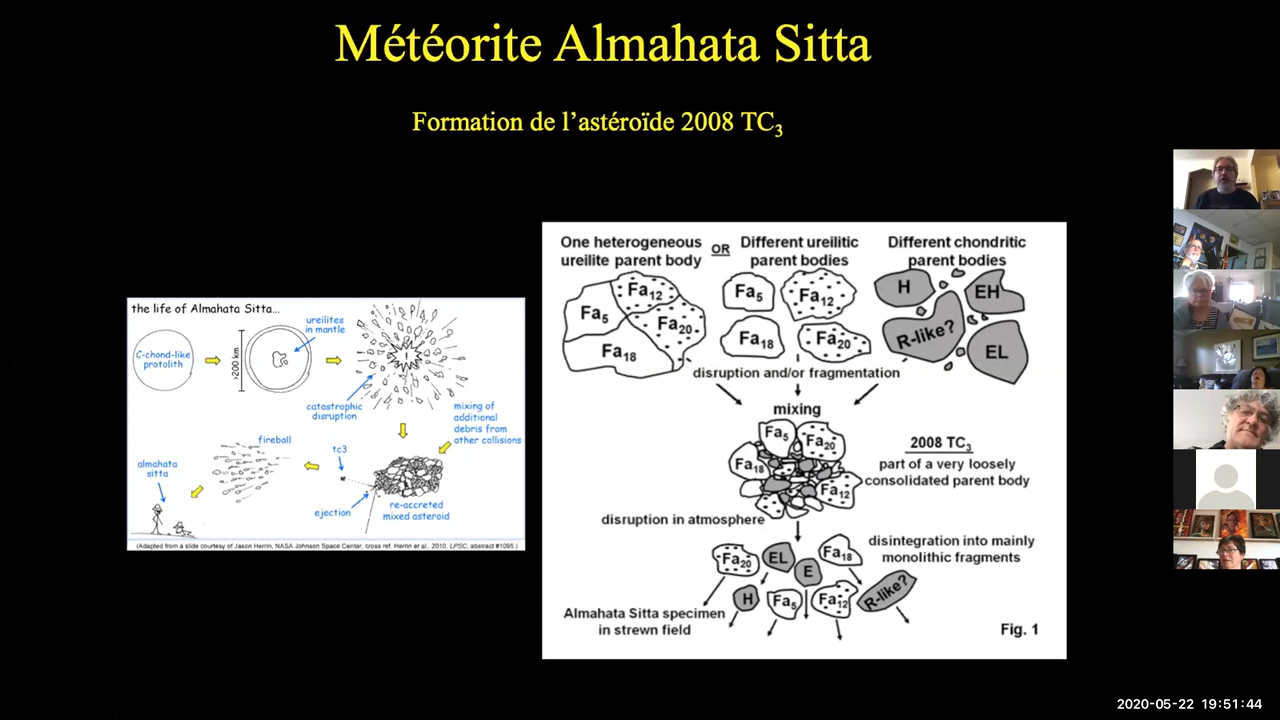 Météorite Almahata Sitta
Formation de l’astéroïde 2008 TC3
the life of Almahata Sitta...
C-chond-like
protolith
>200 km
ureilites
in mantle
catastrophic
disruption
mixing of
additional
debris from
other collisions
fireball
tc3
almahata
sitta
ejection
re-accreted
mixed asteroid
(Adapted from a slide courtesy of Jason Herrin, NASA Johnson Space Center, cross ref. Herrin et al., 2010, LPSC, abstract #1095 )
One heterogeneous
ureilite parent body
OR
Different ureilitic
parent bodies
Different chondritic
parent bodies
Fa12
Fa5
Fa20
Fa18
Fa5
Fa12
Fa18
Fa20
H
EH
R-like?
EL
disruption and/or fragmentation
mixing
Fa5
Fa20
Fa18
Fa12
2008 TC3
part of a very loosely
consolidated parent body
disruption in atmosphere
disintegration into mainly
monolithic fragments
Fa20
EL
Fa18
E
H
Fa5
Fa12
R-like?
Almahata Sitta specimen
in strewn field
Fig. 1
2020-05-22 19:51:44